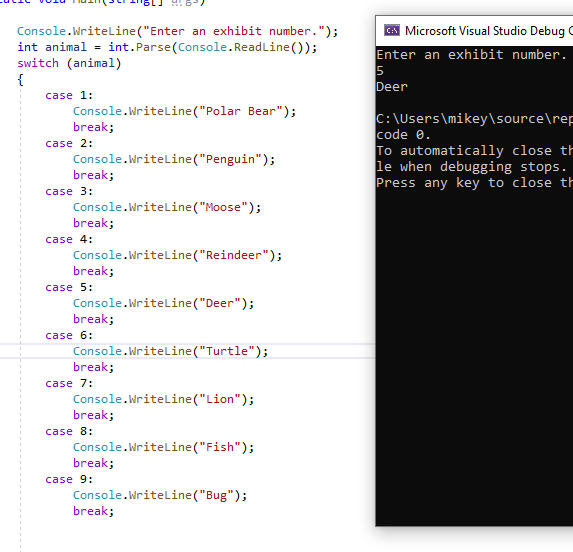 static void Main(string[] args)
Console.WriteLine("Enter an exhibit number.");
int animal = int.Parse(Console.ReadLine());
switch (animal)
{
case 1:
Console.WriteLine("Polar Bear");
break;
case 2:
Console.WriteLine("Penguin");
break;
case 3:
Console.WriteLine("Moose");
break;
case 4:
Console.WriteLine("Reindeer");
break;
case 5:
Console.WriteLine("Deer");
break;
case 6:
Console.WriteLine("Turtle");
break;
case 7:
Console.WriteLine("Lion");
break;
case 8:
Console.WriteLine("Fish");
break;
case 9:
Console.WriteLine("Bug");
break;
Microsoft Visual Studio Debug
Enter an exhibit number.
5
Deer
C:\Users\mikey\source\rep
code 0.
To automatically close th
le when debugging stops.
Press any key to close th